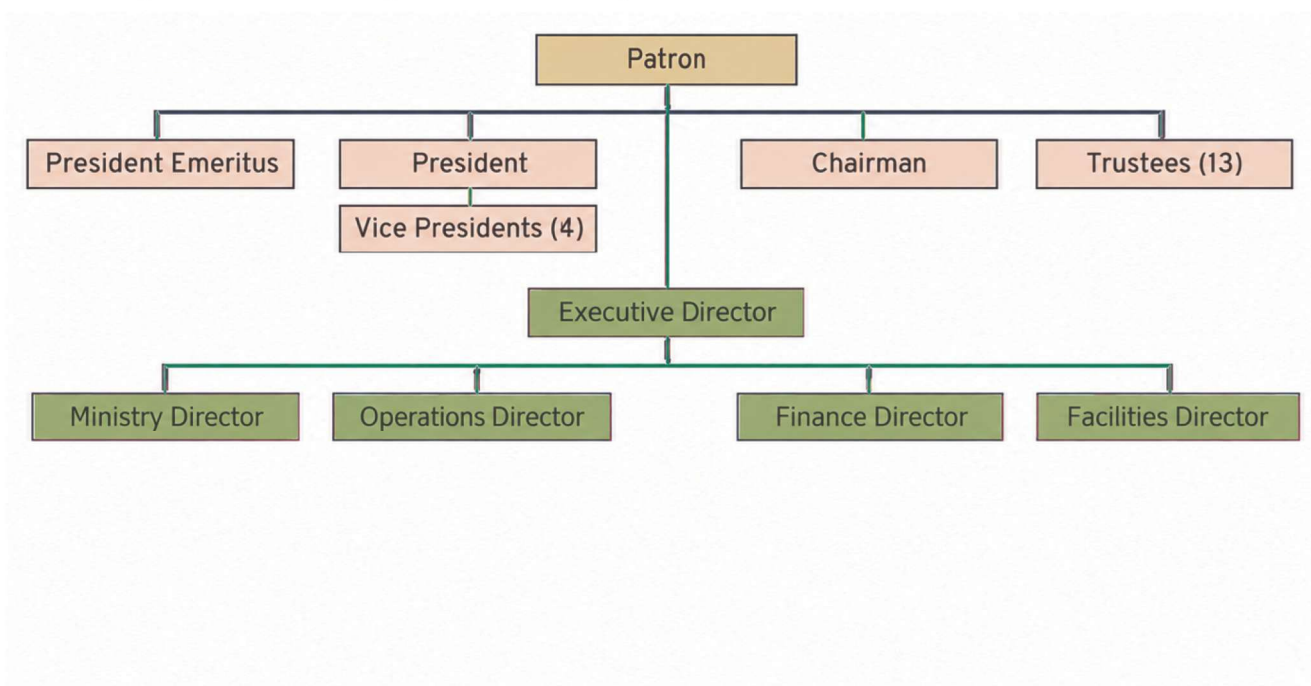 Patron
President Emeritus
President
Chairman
Trustees (13)
Vice Presidents (4)
Executive Director
Ministry Director
Operations Director
Finance Director
Facilities Director